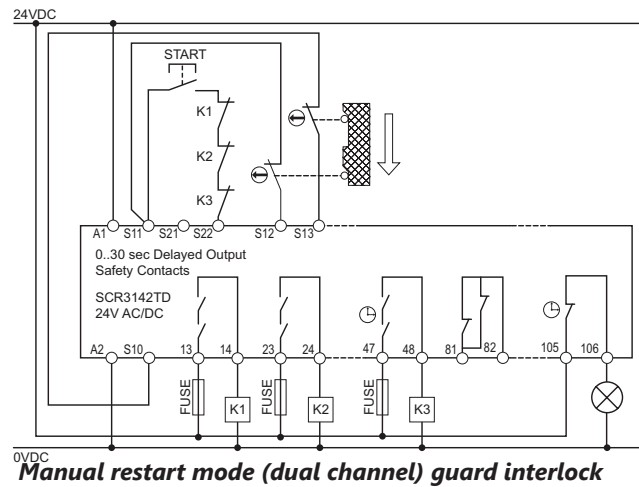 24VDC
START
K1
K2
K3
A1 S11 S21 S22 S12 S13
0..30 sec Delayed Output
Safety Contacts
SCR3142TD
24V AC/DC
A2 S10 13 14 23 24 47 48 81 82 105 106
FUSE K1 FUSE K2 FUSE K3
0VDC
Manual restart mode (dual channel) guard interlock